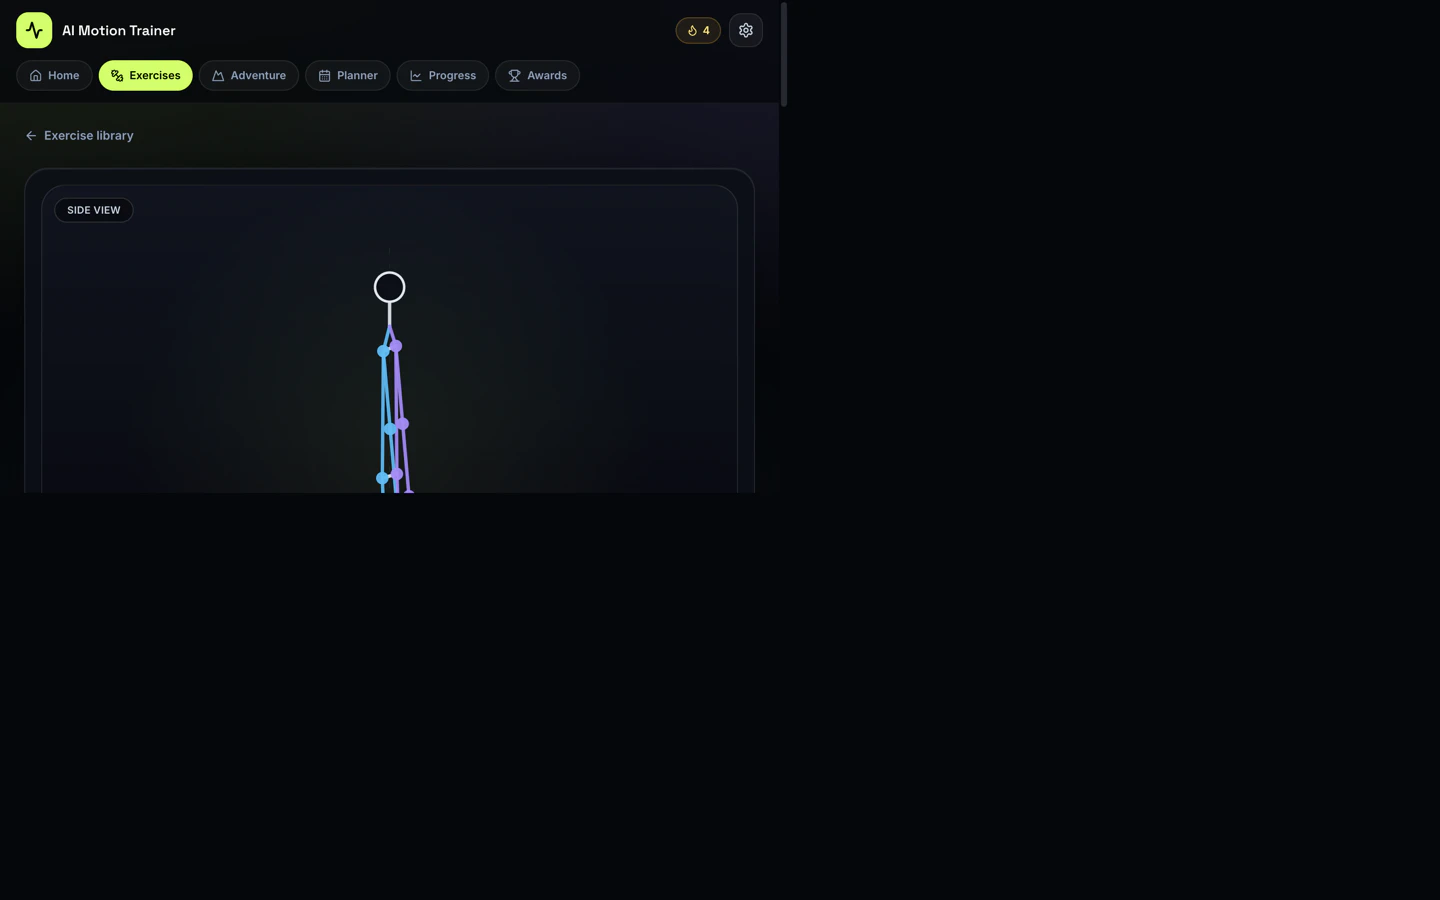 AI Motion Trainer
4
Home
Exercises
Adventure
Planner
Progress
Awards
Exercise library
SIDE VIEW